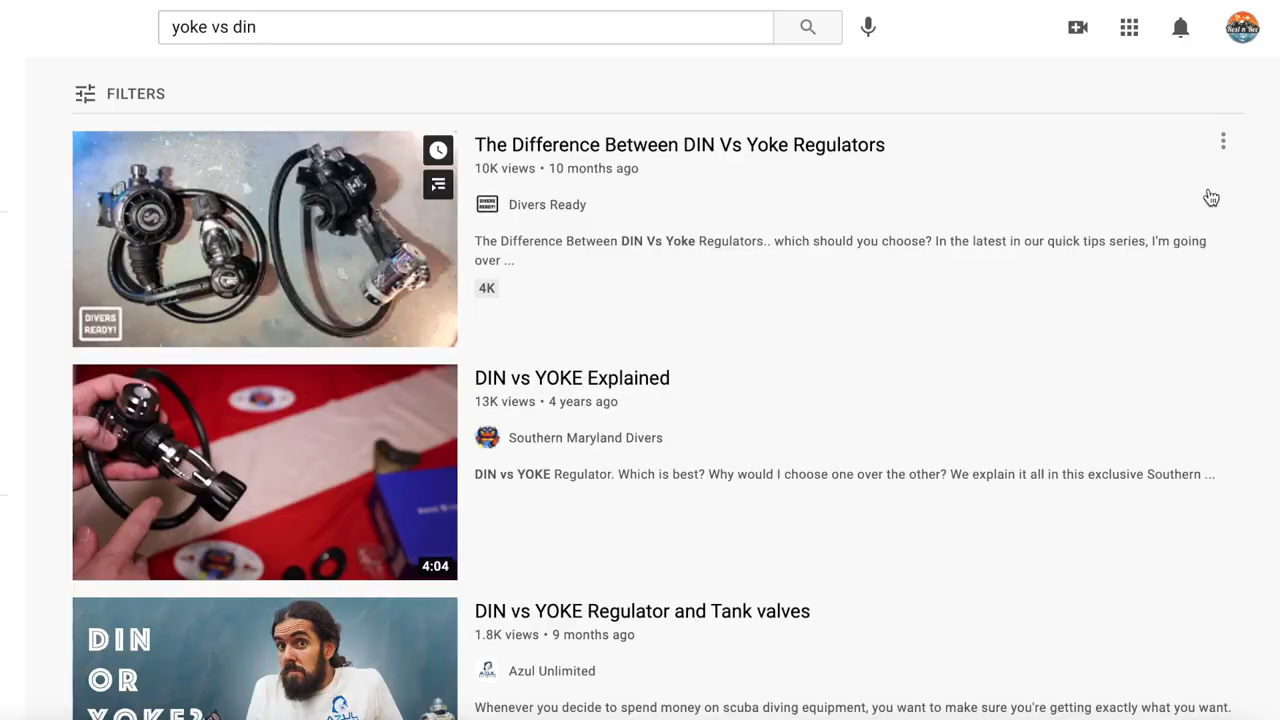 yoke vs din
FILTERS
The Difference Between DIN Vs Yoke Regulators
10K views • 10 months ago
Divers Ready
The Difference Between DIN Vs Yoke Regulators.. which should you choose? In the latest in our quick tips series, I'm going
over ...
4K
DIVERS
READY!
DIN vs YOKE Explained
13K views • 4 years ago
Southern Maryland Divers
DIN vs YOKE Regulator. Which is best? Why would I choose one over the other? We explain it all in this exclusive Southern ...
4:04
DIN vs YOKE Regulator and Tank valves
1.8K views • 9 months ago
Azul Unlimited
Whenever you decide to spend money on scuba diving equipment, you want to make sure you're getting exactly what you want.
DIN
OR
YOKE?
AZUL